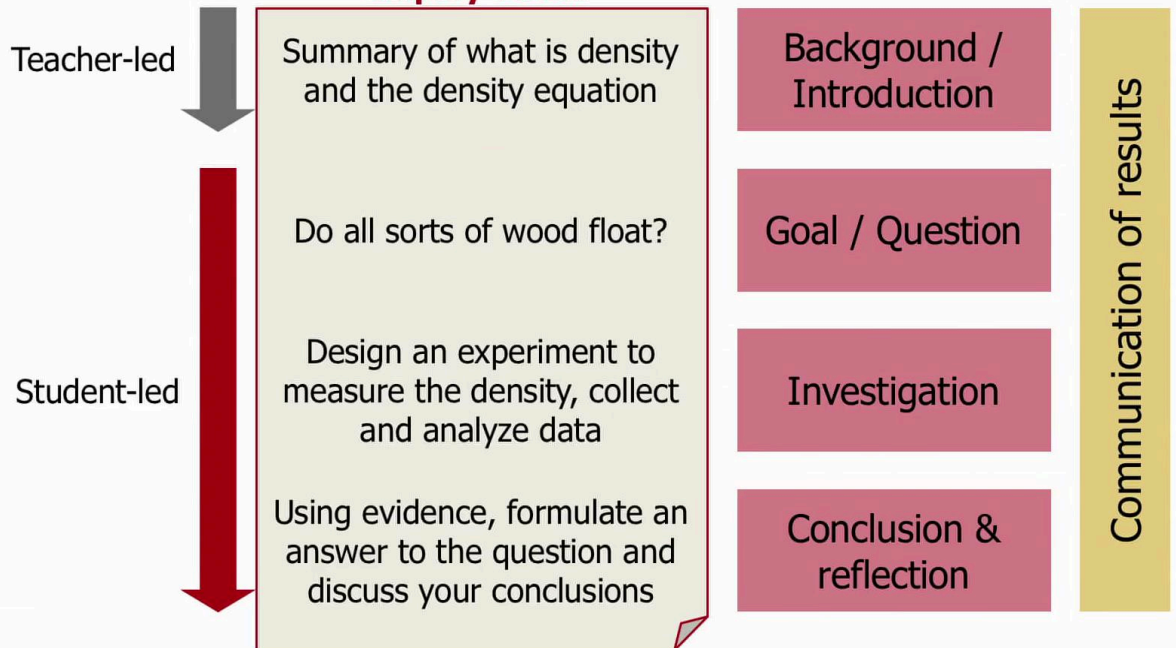 Teacher-led
Summary of what is density
and the density equation
Background /
Introduction
Do all sorts of wood float?
Goal / Question
Student-led
Design an experiment to
measure the density, collect
and analyze data
Investigation
Using evidence, formulate an
answer to the question and
discuss your conclusions
Conclusion &
reflection
Communication of results